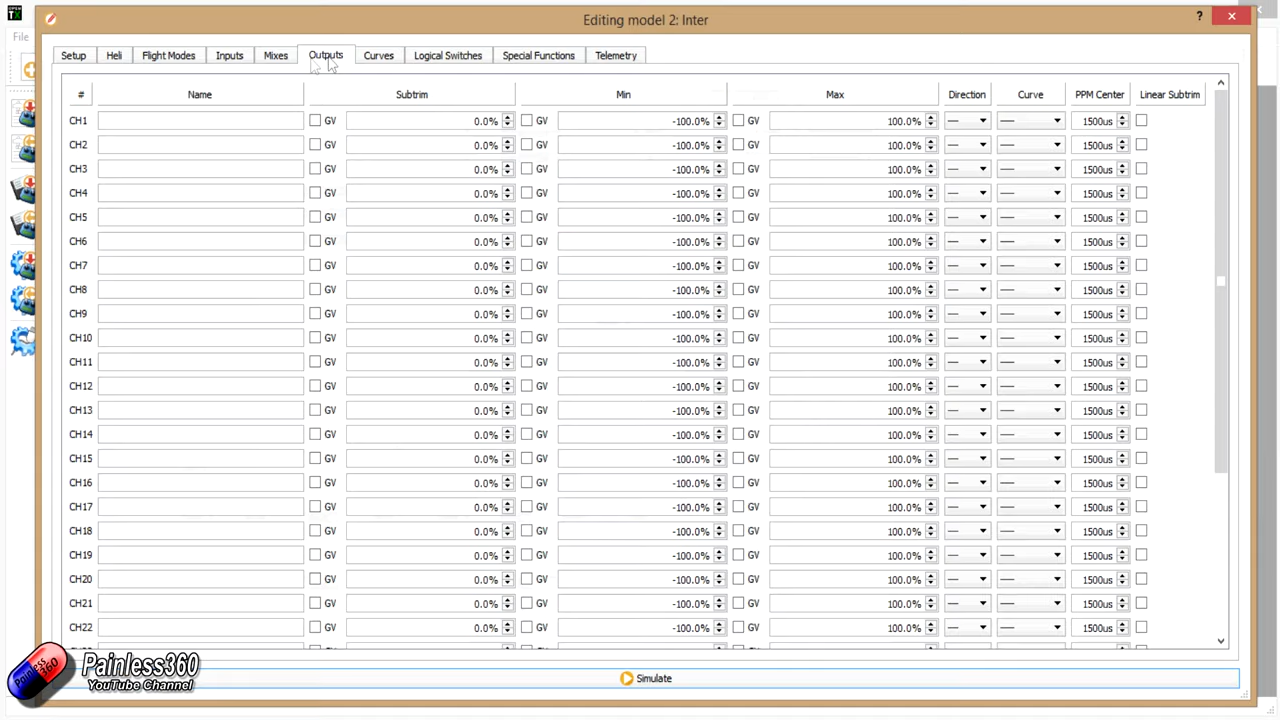 OPEN TX
Editing model 2: Inter
?
File
Setup Heli Flight Modes Inputs Mixes Outputs Curves Logical Switches Special Functions Telemetry
# Name Subtrim Min Max Direction Curve PPM Center Linear Subtrim
CH1 GV 0.0% GV -100.0% GV 100.0% --- --- 1500us
CH2 GV 0.0% GV -100.0% GV 100.0% --- --- 1500us
CH3 GV 0.0% GV -100.0% GV 100.0% --- --- 1500us
CH4 GV 0.0% GV -100.0% GV 100.0% --- --- 1500us
CH5 GV 0.0% GV -100.0% GV 100.0% --- --- 1500us
CH6 GV 0.0% GV -100.0% GV 100.0% --- --- 1500us
CH7 GV 0.0% GV -100.0% GV 100.0% --- --- 1500us
CH8 GV 0.0% GV -100.0% GV 100.0% --- --- 1500us
CH9 GV 0.0% GV -100.0% GV 100.0% --- --- 1500us
CH10 GV 0.0% GV -100.0% GV 100.0% --- --- 1500us
CH11 GV 0.0% GV -100.0% GV 100.0% --- --- 1500us
CH12 GV 0.0% GV -100.0% GV 100.0% --- --- 1500us
CH13 GV 0.0% GV -100.0% GV 100.0% --- --- 1500us
CH14 GV 0.0% GV -100.0% GV 100.0% --- --- 1500us
CH15 GV 0.0% GV -100.0% GV 100.0% --- --- 1500us
CH16 GV 0.0% GV -100.0% GV 100.0% --- --- 1500us
CH17 GV 0.0% GV -100.0% GV 100.0% --- --- 1500us
CH18 GV 0.0% GV -100.0% GV 100.0% --- --- 1500us
CH19 GV 0.0% GV -100.0% GV 100.0% --- --- 1500us
CH20 GV 0.0% GV -100.0% GV 100.0% --- --- 1500us
CH21 GV 0.0% GV -100.0% GV 100.0% --- --- 1500us
CH22 GV 0.0% GV -100.0% GV 100.0% --- --- 1500us
Painless360
YouTube Channel
Simulate